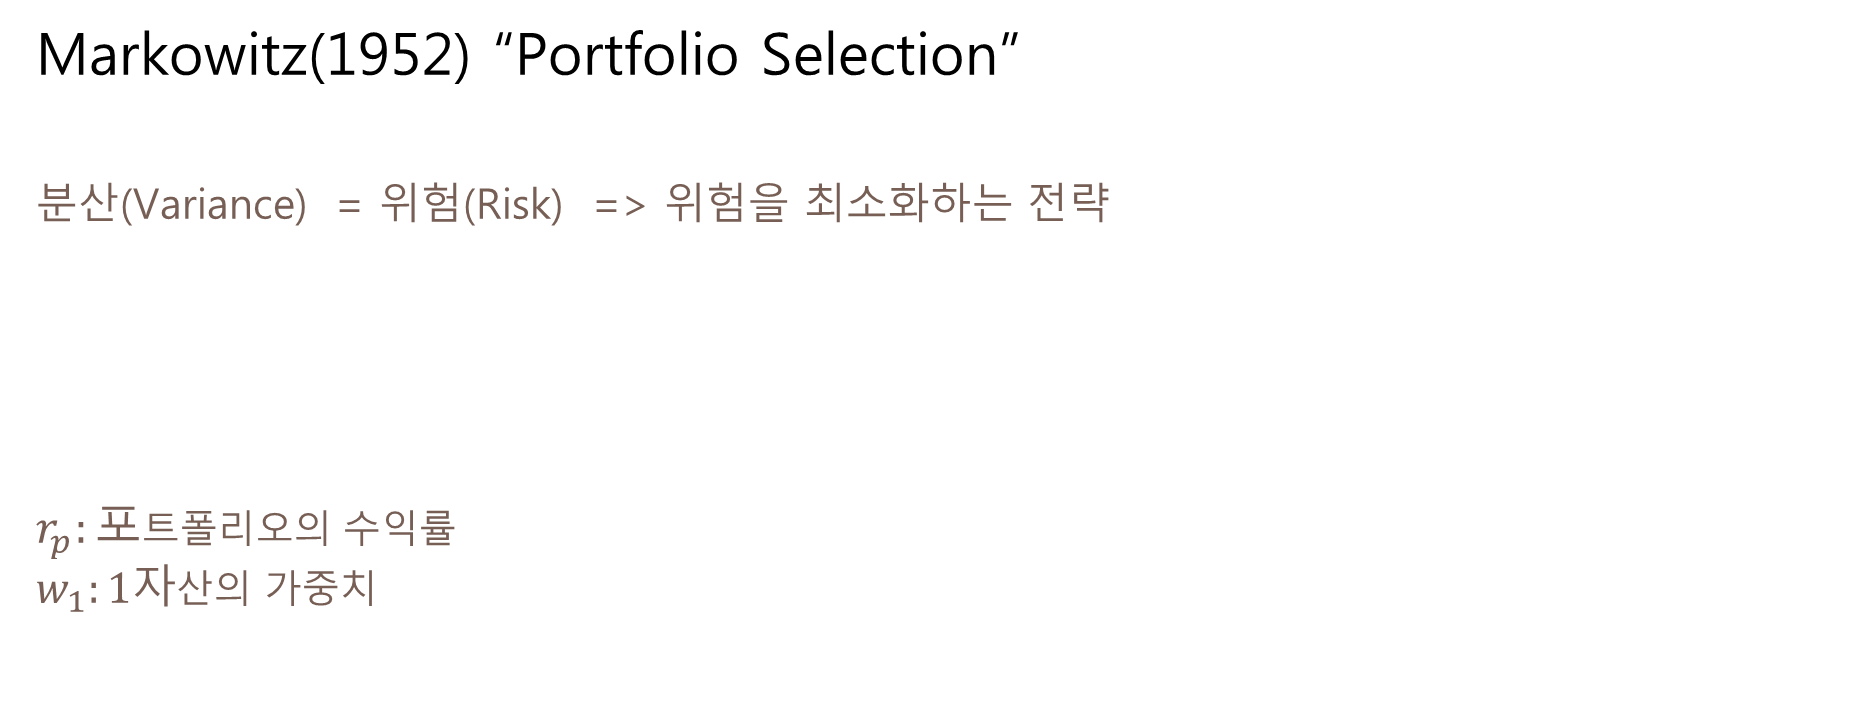 Markowitz(1952) “Portfolio Selection”
분산(Variance) = 위험(Risk) => 위험을 최소화하는 전략
r_p: 포트폴리오의 수익률
w_1: 1자산의 가중치